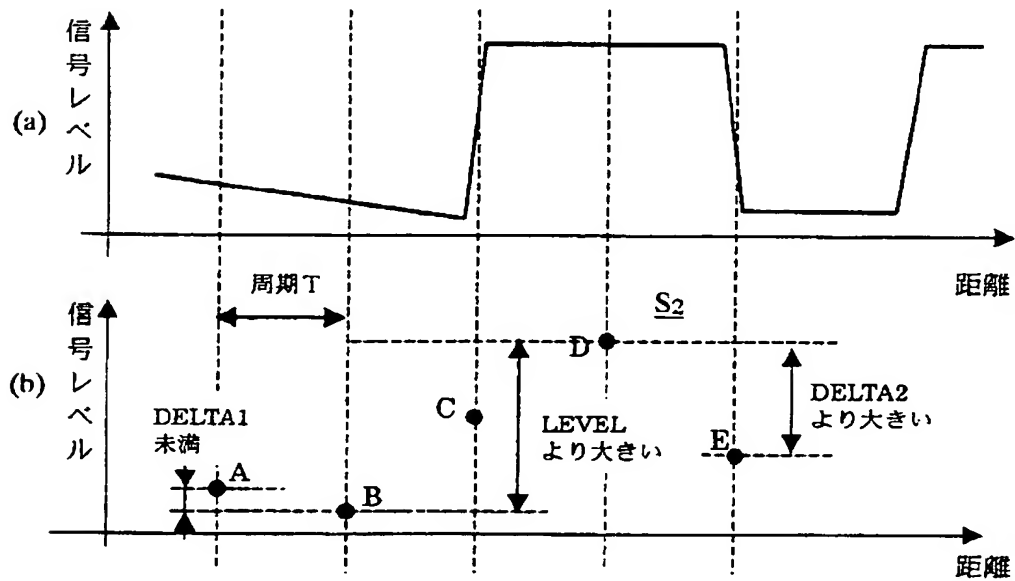 (a)
信号レベル
距離
周期T
(b)
信号レベル
S2
D
DELTA1
未満
C
LEVEL
より大きい
DELTA2
より大きい
E
A
B
距離